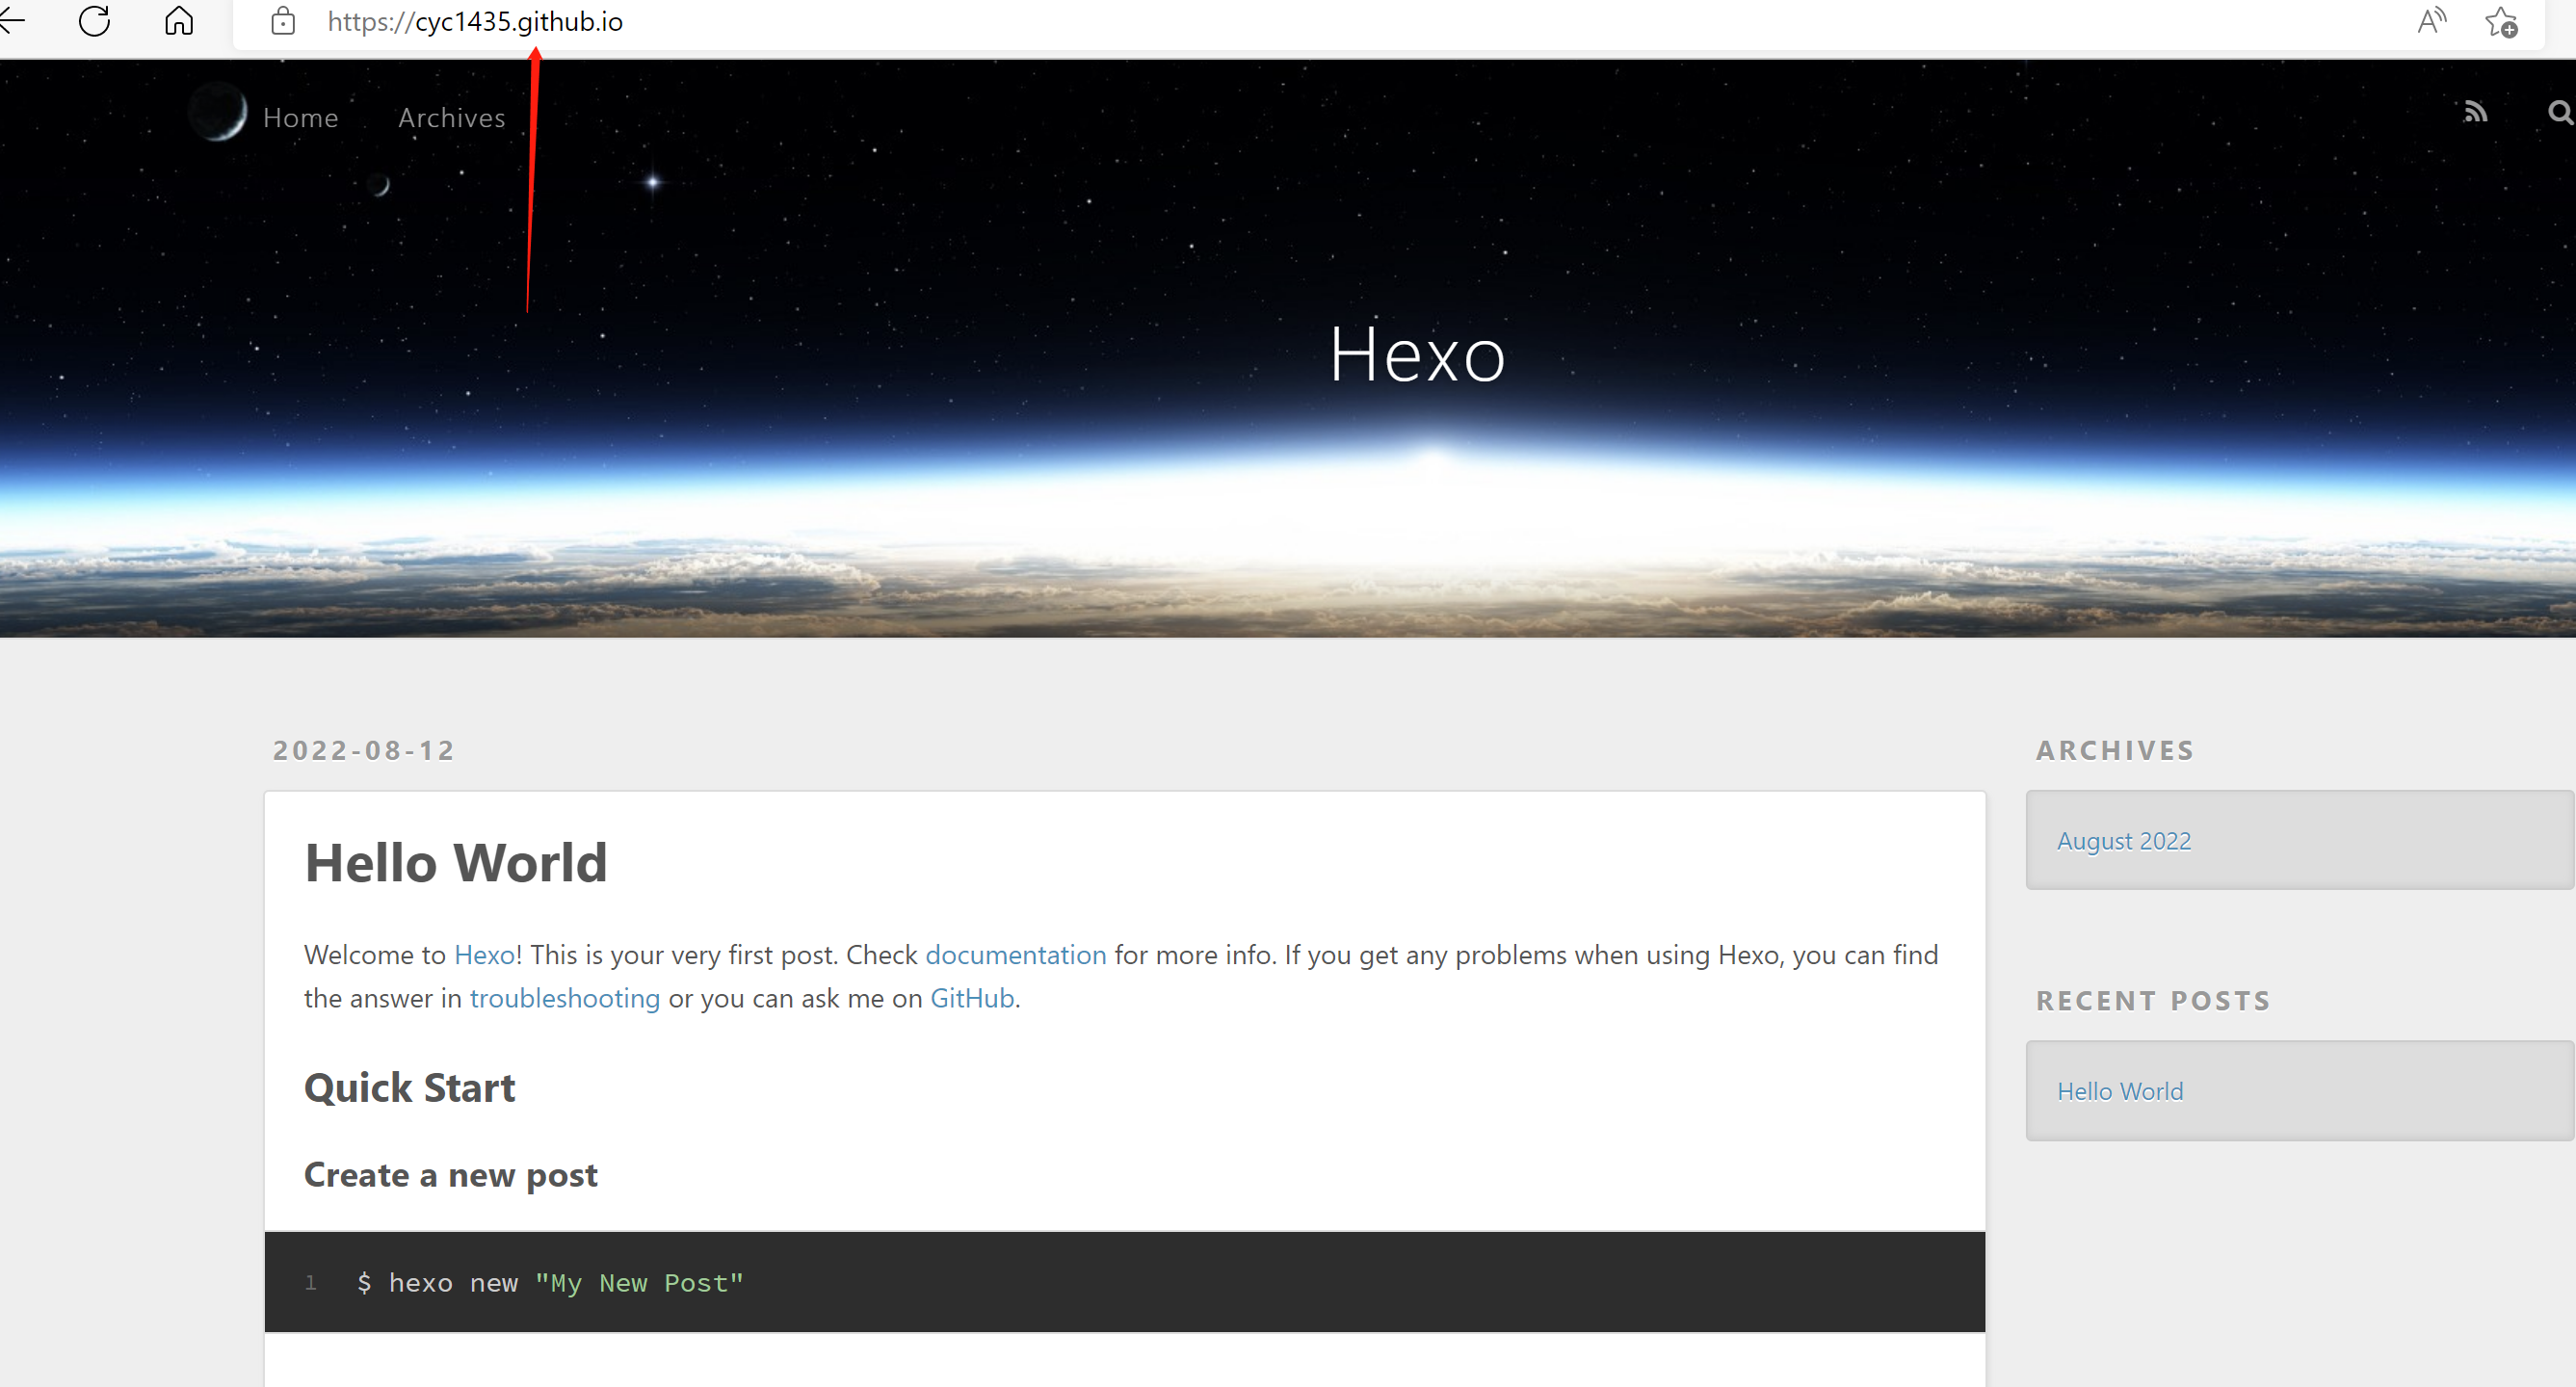 https://cyc1435.github.io
Home Archives
Hexo
2022-08-12
Hello World
Welcome to Hexo! This is your very first post. Check documentation for more info. If you get any problems when using Hexo, you can find
the answer in troubleshooting or you can ask me on GitHub.
Quick Start
Create a new post
1 $ hexo new "My New Post"
ARCHIVES
August 2022
RECENT POSTS
Hello World